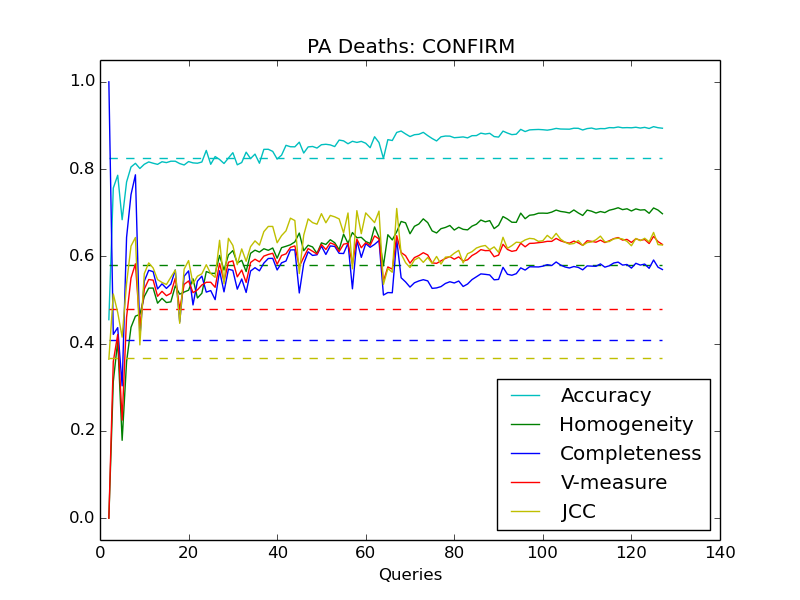 PA Deaths: CONFIRM
1.0
0.8
0.6
0.4
0.2
0.0
Accuracy
Homogeneity
Completeness
V-measure
JCC
0 20 40 60 80 100 120 140
Queries